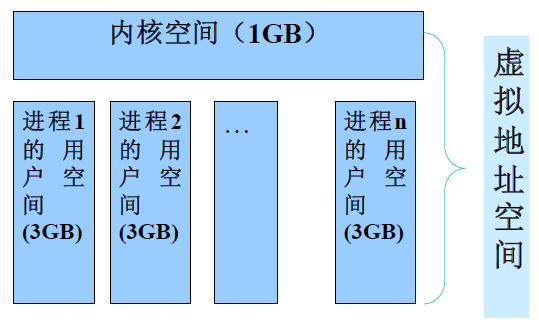 内核空间（1GB）
进程1
的用
户空
间
(3GB)
进程2
的用
户空
间
(3GB)
…
进程n
的用
户空
间
(3GB)
虚拟地址空间